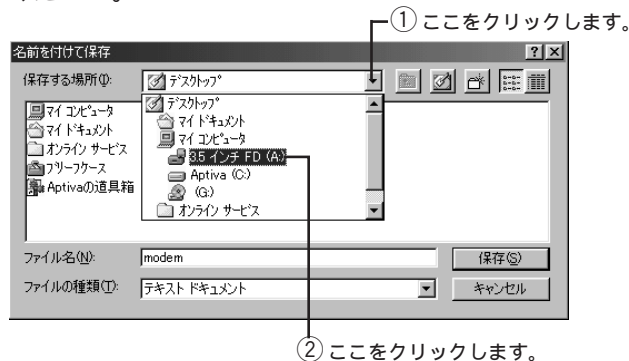 ① ここをクリックします。
名前を付けて保存
保存する場所(I):
デスクトップ
マイ コンピュータ
マイ ドキュメント
オンライン サービス
ブリーフケース
Aptivaの道具箱
デスクトップ
マイ ドキュメント
マイ コンピュータ
3.5 インチ FD (A:)
Aptiva (C:)
(G:)
オンライン サービス
ファイル名(N):
modem
保存(S)
ファイルの種類(T):
テキスト ドキュメント
キャンセル
② ここをクリックします。